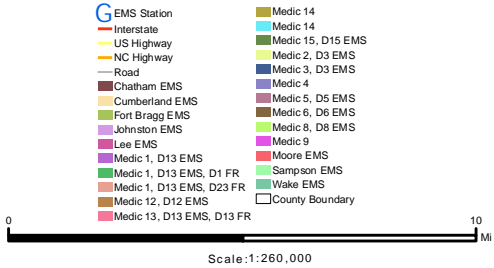 G EMS Station
Interstate
US Highway
NC Highway
Road
Chatham EMS
Cumberland EMS
Fort Bragg EMS
Johnston EMS
Lee EMS
Medic 1, D13 EMS
Medic 1, D13 EMS, D1 FR
Medic 1, D13 EMS, D23 FR
Medic 12, D12 EMS
Medic 13, D13 EMS, D13 FR
Medic 14
Medic 14
Medic 15, D15 EMS
Medic 2, D3 EMS
Medic 3, D3 EMS
Medic 4
Medic 5, D5 EMS
Medic 6, D6 EMS
Medic 8, D8 EMS
Medic 9
Moore EMS
Sampson EMS
Wake EMS
County Boundary
0 10
Mi
Scale:1:260,000